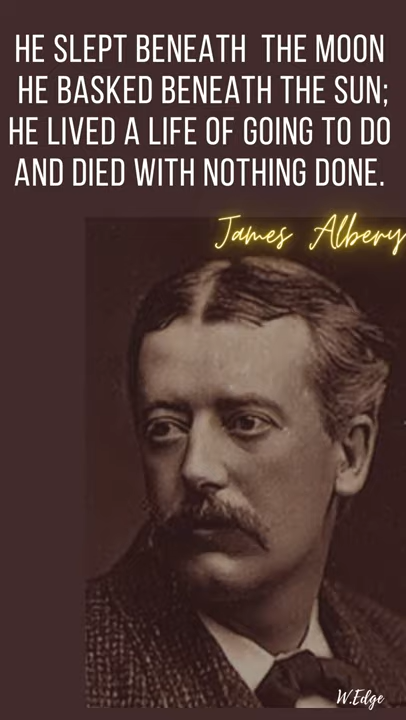 HE SLEPT BENEATH THE MOON
HE BASKED BENEATH THE SUN;
HE LIVED A LIFE OF GOING TO DO
AND DIED WITH NOTHING DONE.
James Albery
W.Edge